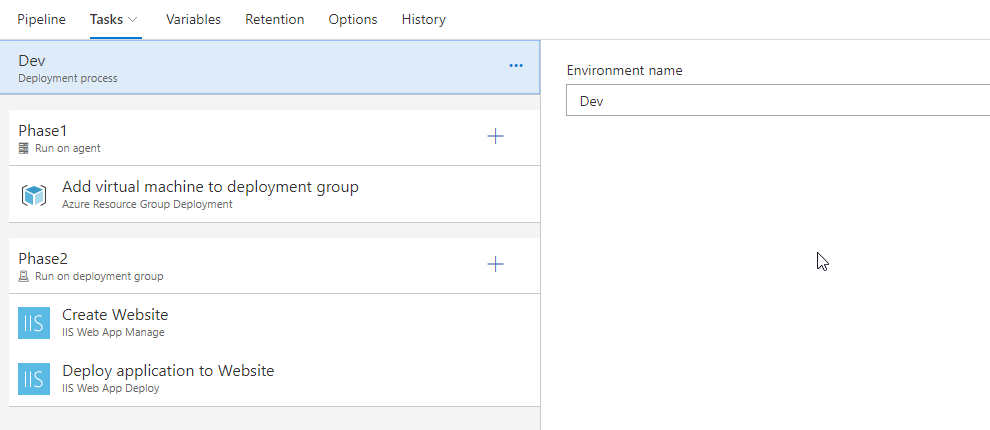 Pipeline Tasks Variables Retention Options History
Dev
Deployment process
Environment name
Dev
Phase1
Run on agent
Add virtual machine to deployment group
Azure Resource Group Deployment
Phase2
Run on deployment group
IIS
Create Website
IIS Web App Manage
IIS
Deploy application to Website
IIS Web App Deploy